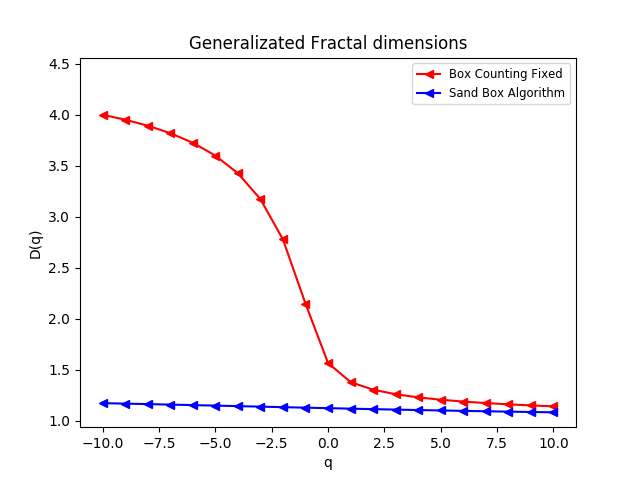 Generalizated Fractal dimensions
Box Counting Fixed
Sand Box Algorithm
D(q)
4.5
4.0
3.5
3.0
2.5
2.0
1.5
1.0
−10.0 −7.5 −5.0 −2.5 0.0 2.5 5.0 7.5 10.0
q